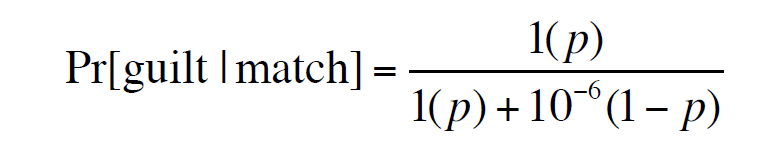 Pr[guilt | match] = 1(p) / 1(p) + 10⁻⁶(1 − p)